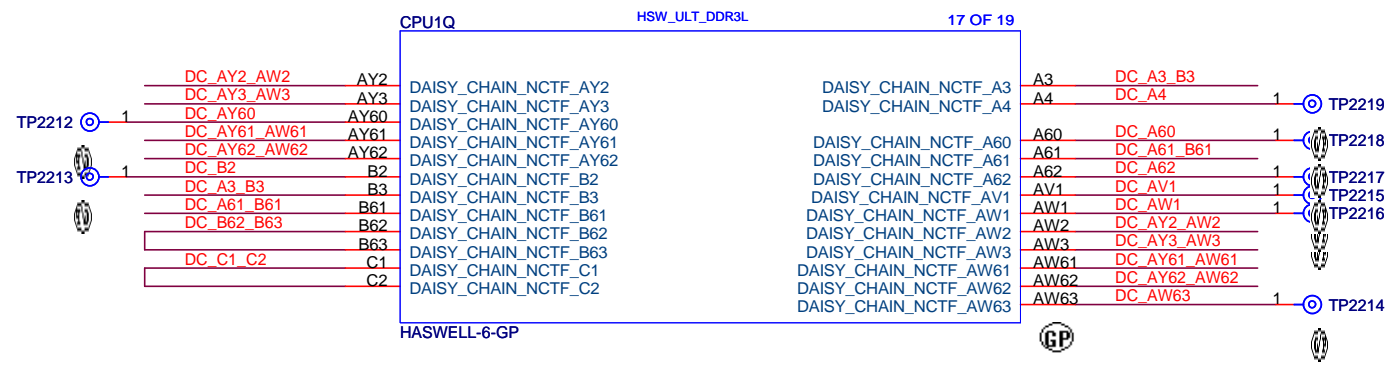 CPU1Q HSW_ULT_DDR3L 17 OF 19
DC_AY2_AW2 AY2 DAISY_CHAIN_NCTF_AY2
DC_AY3_AW3 AY3 DAISY_CHAIN_NCTF_AY3
TP2212 1 DC_AY60 AY60 DAISY_CHAIN_NCTF_AY60
DC_AY61_AW61 AY61 DAISY_CHAIN_NCTF_AY61
DC_AY62_AW62 AY62 DAISY_CHAIN_NCTF_AY62
TP2213 1 DC_B2 B2 DAISY_CHAIN_NCTF_B2
DC_A3_B3 B3 DAISY_CHAIN_NCTF_B3
DC_A61_B61 B61 DAISY_CHAIN_NCTF_B61
DC_B62_B63 B62 DAISY_CHAIN_NCTF_B62
B63 DAISY_CHAIN_NCTF_B63
DC_C1_C2 C1 DAISY_CHAIN_NCTF_C1
C2 DAISY_CHAIN_NCTF_C2
DAISY_CHAIN_NCTF_A3 A3 DC_A3_B3
DAISY_CHAIN_NCTF_A4 A4 DC_A4 1 TP2219
DAISY_CHAIN_NCTF_A60 A60 DC_A60 1 TP2218
DAISY_CHAIN_NCTF_A61 A61 DC_A61_B61
DAISY_CHAIN_NCTF_A62 A62 DC_A62 1 TP2217
DAISY_CHAIN_NCTF_AV1 AV1 DC_AV1 1 TP2215
DAISY_CHAIN_NCTF_AW1 AW1 DC_AW1 1 TP2216
DAISY_CHAIN_NCTF_AW2 AW2 DC_AY2_AW2
DAISY_CHAIN_NCTF_AW3 AW3 DC_AY3_AW3
DAISY_CHAIN_NCTF_AW61 AW61 DC_AY61_AW61
DAISY_CHAIN_NCTF_AW62 AW62 DC_AY62_AW62
DAISY_CHAIN_NCTF_AW63 AW63 DC_AW63 1 TP2214
HASWELL-6-GP
GP